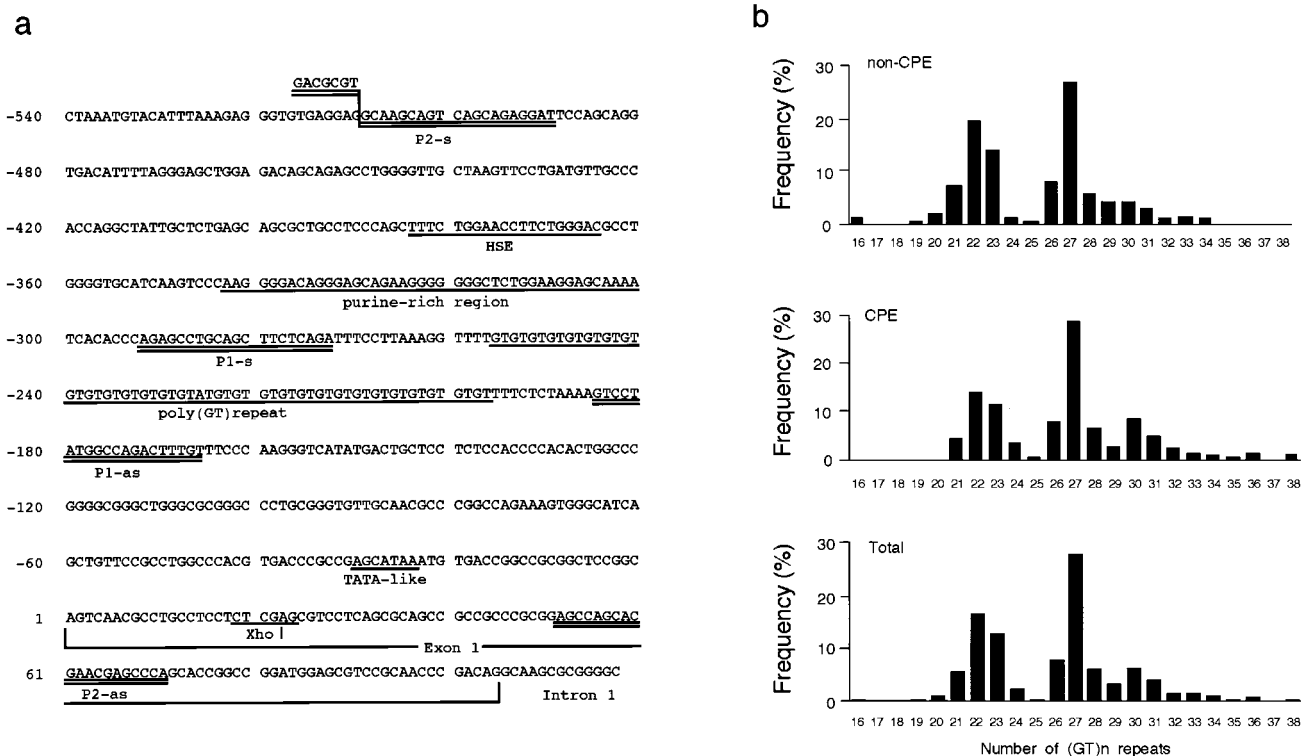 a
GACGCGT
-540 CTAAATGTACATTTAAAGAG GGTGTGAGGAGGCAAGCAGT CAGCAGAGGATTCCAGCAGG
P2-s
-480 TGACATTTTAGGGAGCTGGA GACAGCAGAGCCTGGGGTTG CTAAGTTCCTGATGTTGCCC
-420 ACCAGGCTATTGCTCTGAGC AGCGCTGCCTCCCAGCTTTC TGGAACCTTCTGGGACGCCT
HSE
-360 GGGGTGCATCAAGTCCCAAG GGGACAGGGAGCAGAAGGGG GGGCTCTGGAAGGAGCAAAA
purine-rich region
-300 TCACACCCAGAGCCTGCAGC TTCTCAGATTTCCTTAAAGG TTTTGTGTGTGTGTGTGTGT
P1-s
-240 GTGTGTGTGTGTGTATGTGT GTGTGTGTGTGTGTGTGTGT GTGTTTTCTCTAAAAGTCCT
poly(GT)repeat
-180 ATGGCCAGACTTTGTTTCCC AAGGGTCATATGACTGCTCC TCTCCACCCCACACTGGCCC
P1-as
-120 GGGGCGGGCTGGGCGCGGGC CCTGCGGGTGTTGCAACGCC CGGCCAGAAAGTGGGCATCA
-60 GCTGTTCCGCCTGGCCCACG TGACCCGCCGAGCATAAATG TGACCGGCCGCGGCTCCGGC
TATA-like
1 AGTCAACGCCTGCCTCCTCT CGAGCGTCCTCAGCGCAGCC GCCGCCCGCGGAGCCAGCAC
Xho I
Exon 1
61 GAACGAGCCCAGCACCGGCC GGATGGAGCGTCCGCAACCC GACAGGCAAGCGCGGGGC
P2-as
Intron 1
b
non-CPE
Frequency (%)
30
20
10
0
16 17 18 19 20 21 22 23 24 25 26 27 28 29 30 31 32 33 34 35 36 37 38
CPE
Frequency (%)
30
20
10
0
16 17 18 19 20 21 22 23 24 25 26 27 28 29 30 31 32 33 34 35 36 37 38
Total
Frequency (%)
30
20
10
0
16 17 18 19 20 21 22 23 24 25 26 27 28 29 30 31 32 33 34 35 36 37 38
Number of (GT)n repeats